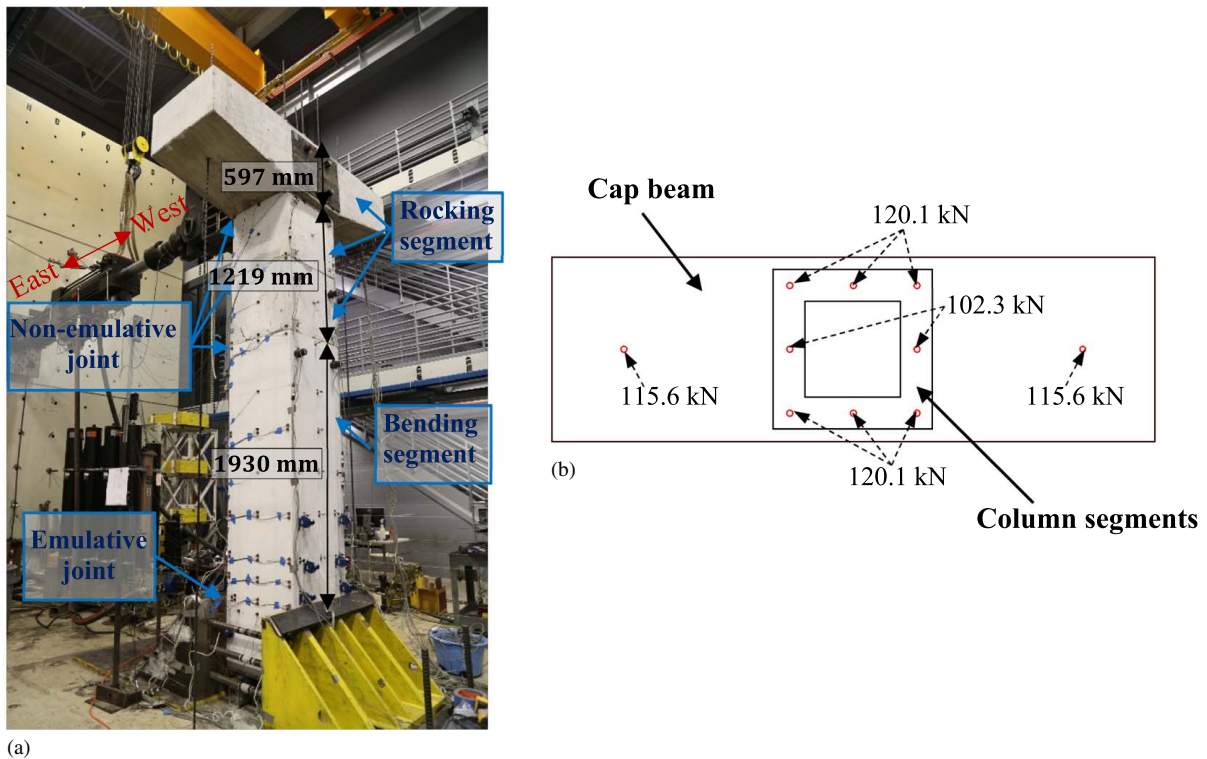 597 mm
Rocking
segment
West
East
1219 mm
Non-emulative
joint
Bending
segment
1930 mm
Emulative
joint
(a)
Cap beam
120.1 kN
102.3 kN
115.6 kN
115.6 kN
120.1 kN
(b)
Column segments